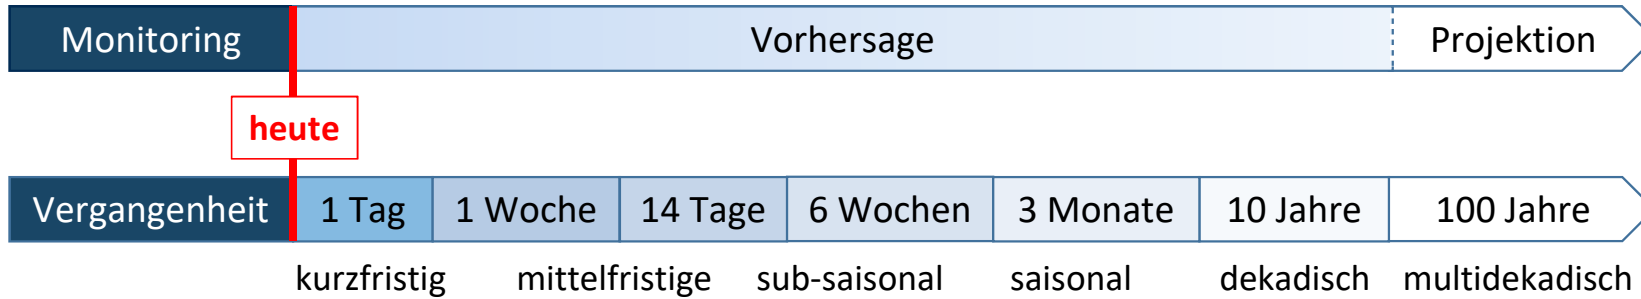 Monitoring Vorhersage Projektion
heute
Vergangenheit 1 Tag 1 Woche 14 Tage 6 Wochen 3 Monate 10 Jahre 100 Jahre
kurzfristig mittelfristige sub-saisonal saisonal dekadisch multidekadisch